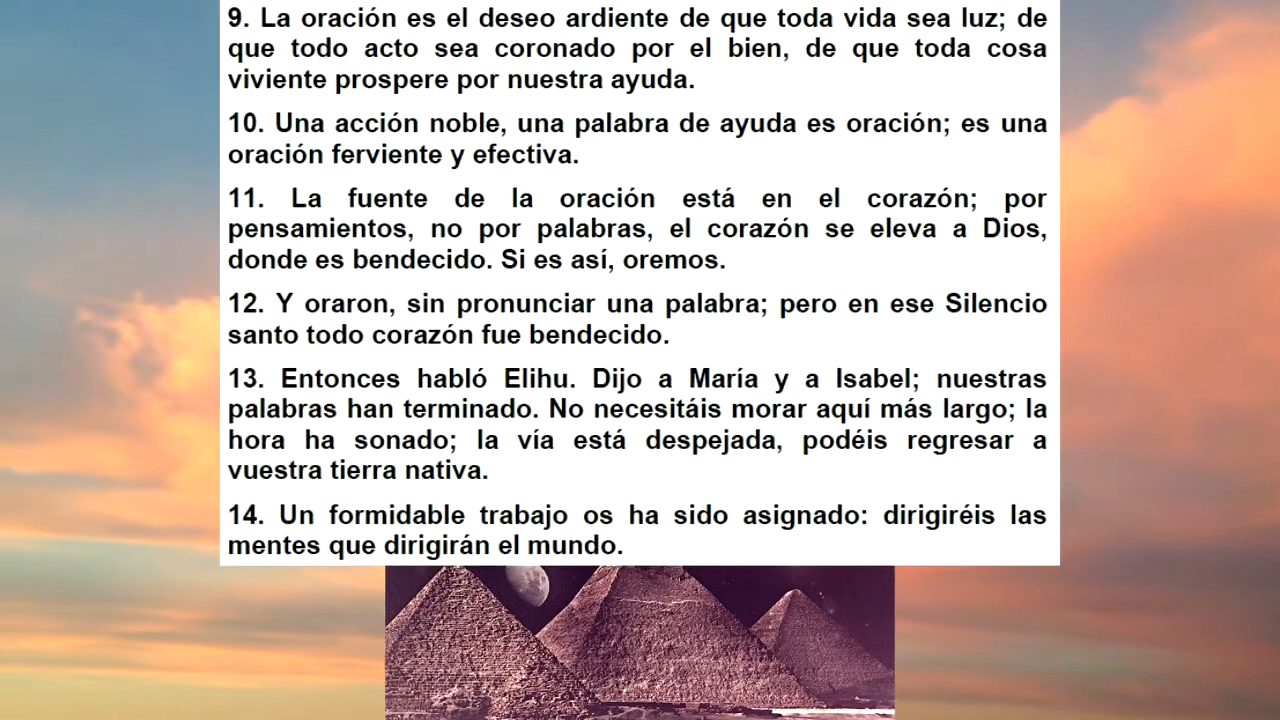 9. La oración es el deseo ardiente de que toda vida sea luz; de
que todo acto sea coronado por el bien, de que toda cosa
viviente prospere por nuestra ayuda.
10. Una acción noble, una palabra de ayuda es oración; es una
oración ferviente y efectiva.
11. La fuente de la oración está en el corazón; por
pensamientos, no por palabras, el corazón se eleva a Dios,
donde es bendecido. Si es así, oremos.
12. Y oraron, sin pronunciar una palabra; pero en ese Silencio
santo todo corazón fue bendecido.
13. Entonces habló Elihu. Dijo a María y a Isabel; nuestras
palabras han terminado. No necesitáis morar aquí más largo; la
hora ha sonado; la vía está despejada, podéis regresar a
vuestra tierra nativa.
14. Un formidable trabajo os ha sido asignado: dirigiréis las
mentes que dirigirán el mundo.